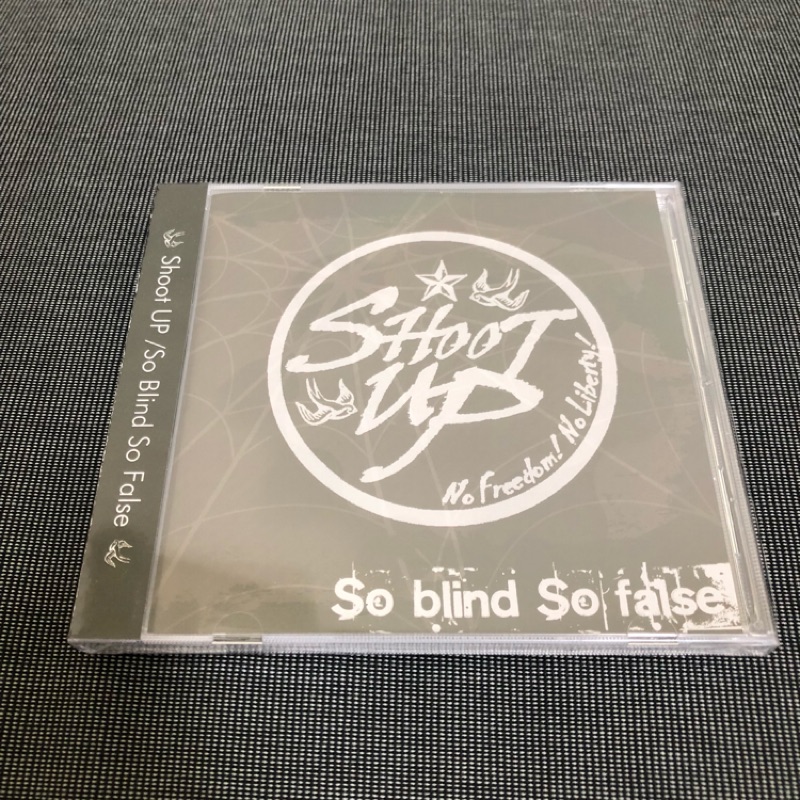 Shoot UP /So Blind So False
SHOOT
UP
No Freedom! No Liberty!
So blind So false